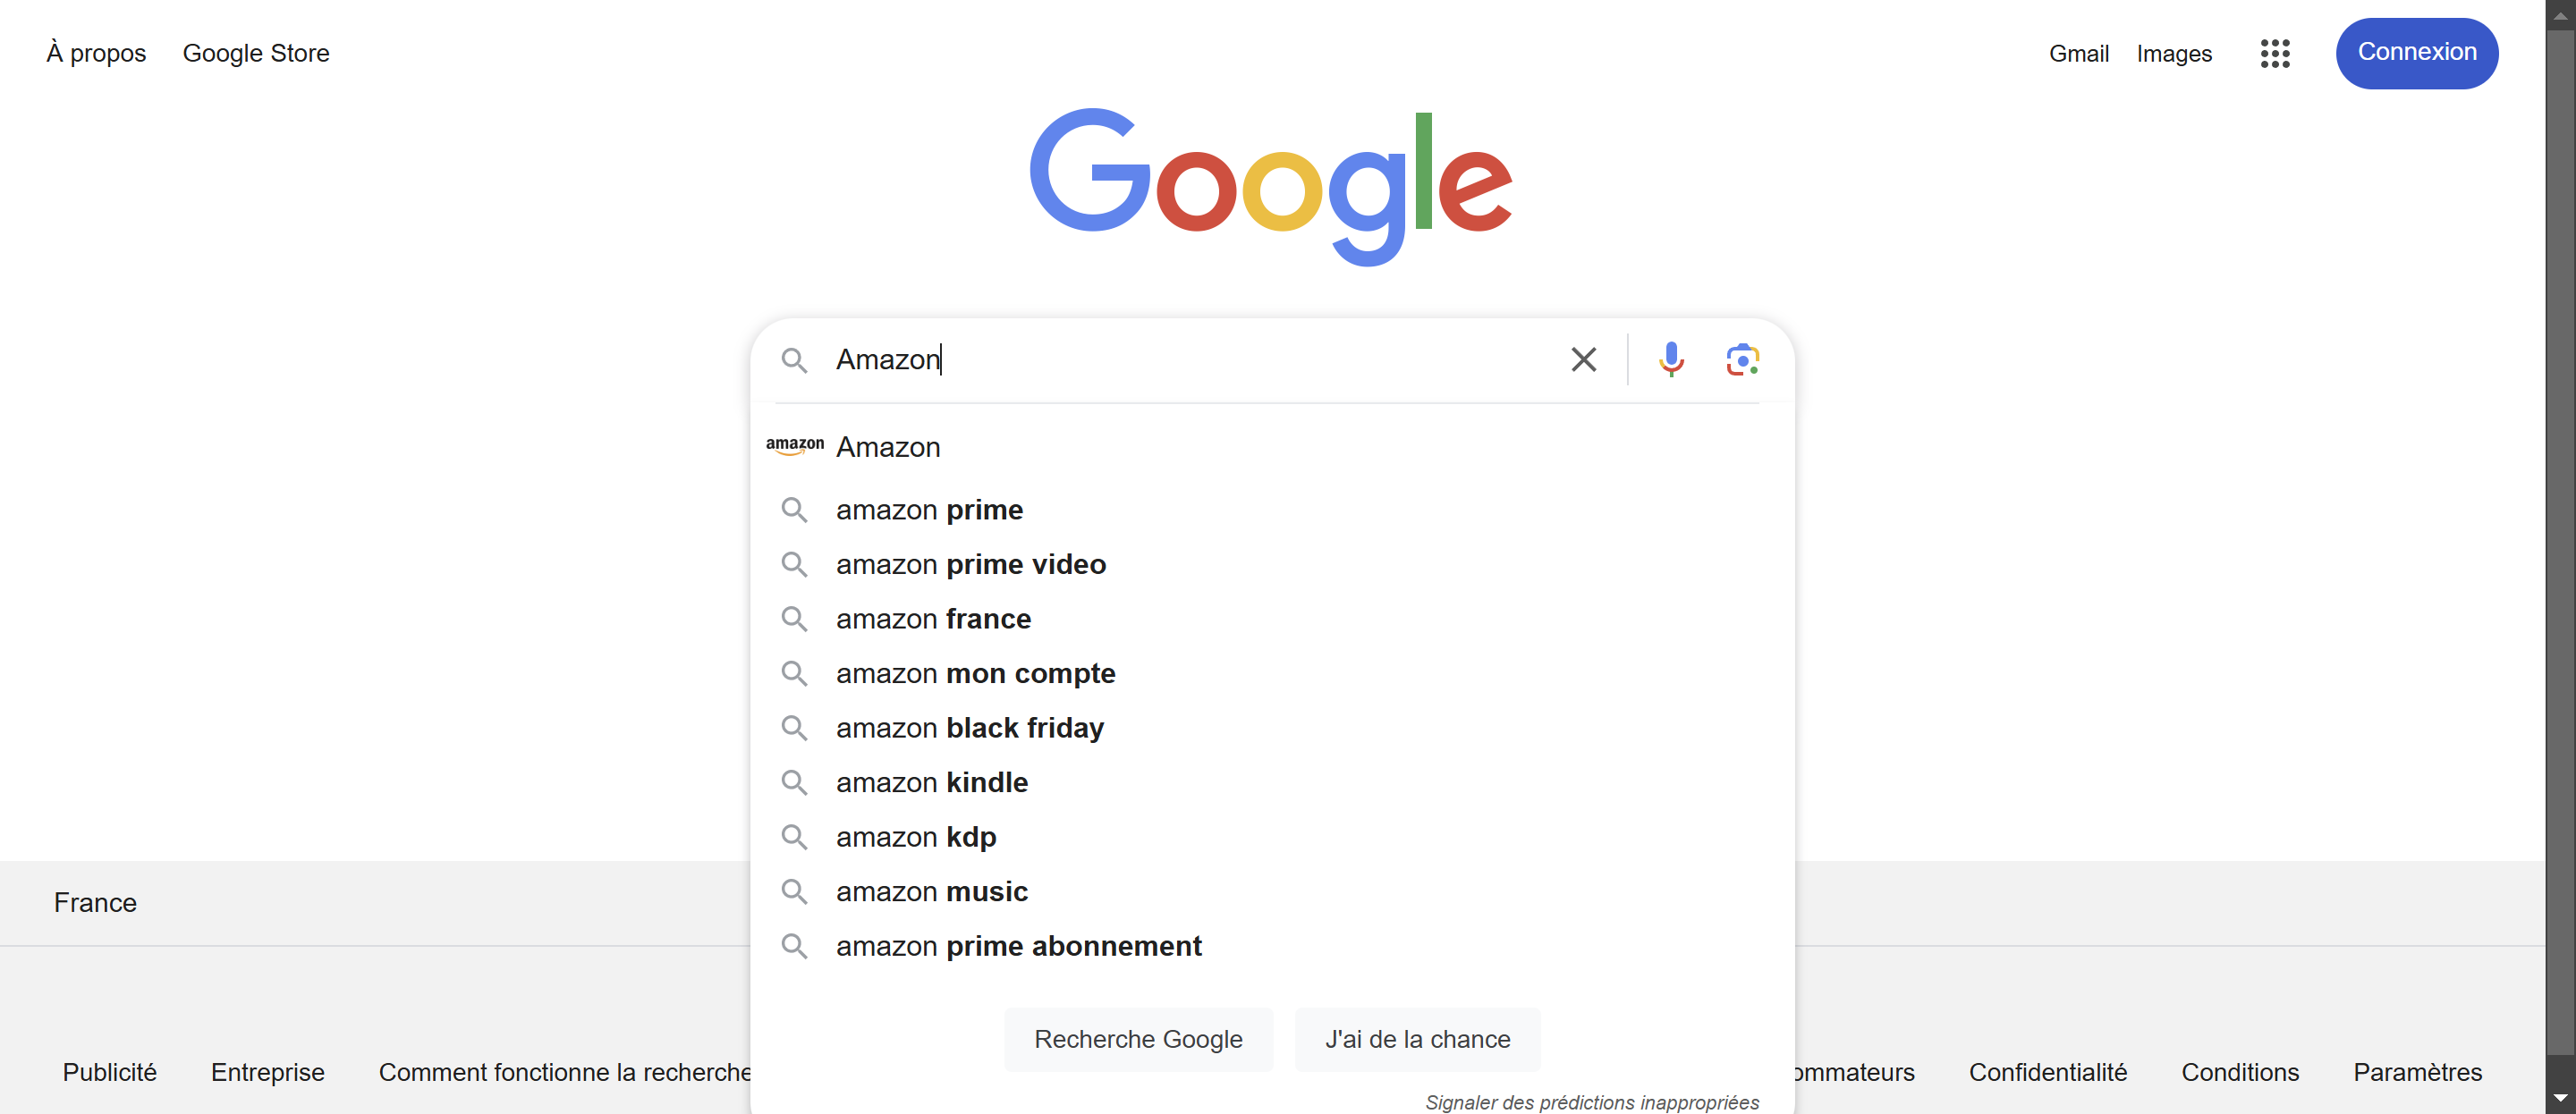 À propos Google Store Gmail Images Connexion
Google
Amazon
amazon Amazon
amazon prime
amazon prime video
amazon france
amazon mon compte
amazon black friday
amazon kindle
amazon kdp
amazon music
amazon prime abonnement
France
Recherche Google J'ai de la chance
Publicité Entreprise Comment fonctionne la recherche ommateurs Confidentialité Conditions Paramètres
Signaler des prédictions inappropriées